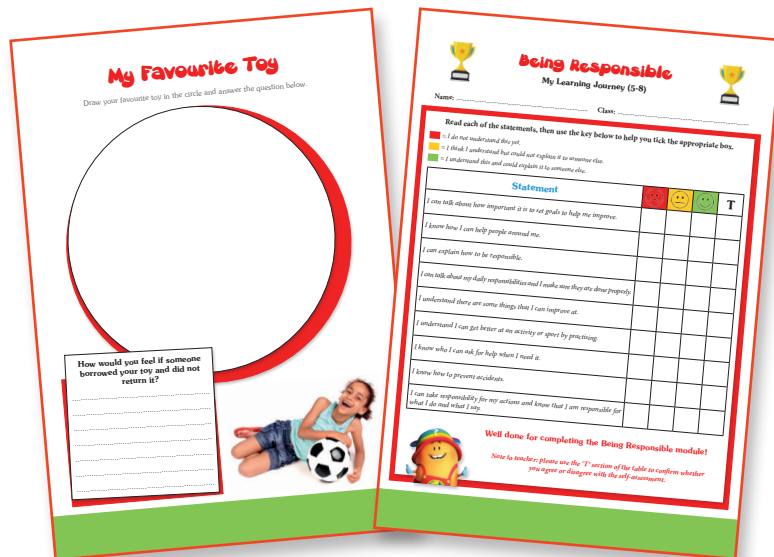 My Favourite Toy
Draw your favourite toy in the circle and answer the question below.
How would you feel if someone
borrowed your toy and did not
return it?
Being Responsible
My Learning Journey (5-8)
Name: Class:
Read each of the statements, then use the key below to help you tick the appropriate box.
= I do not understand this yet.
= I think I understand but could not explain it to someone else.
= I understand this and could explain it to someone else.
Statement T
I can talk about how important it is to set goals to help me improve.
I know how I can help people around me.
I can explain how to be responsible.
I can talk about my daily responsibilities and I make sure they are done properly.
I understand there are some things that I can improve at.
I understand I can get better at an activity or sport by practising.
I know who I can ask for help when I need it.
I know how to prevent accidents.
I can take responsibility for my actions and know that I am responsible for
what I do and what I say.
Well done for completing the Being Responsible module!
Note to teachers: please use the 'T' section of the table to confirm whether
you agree or disagree with the self-assessment.